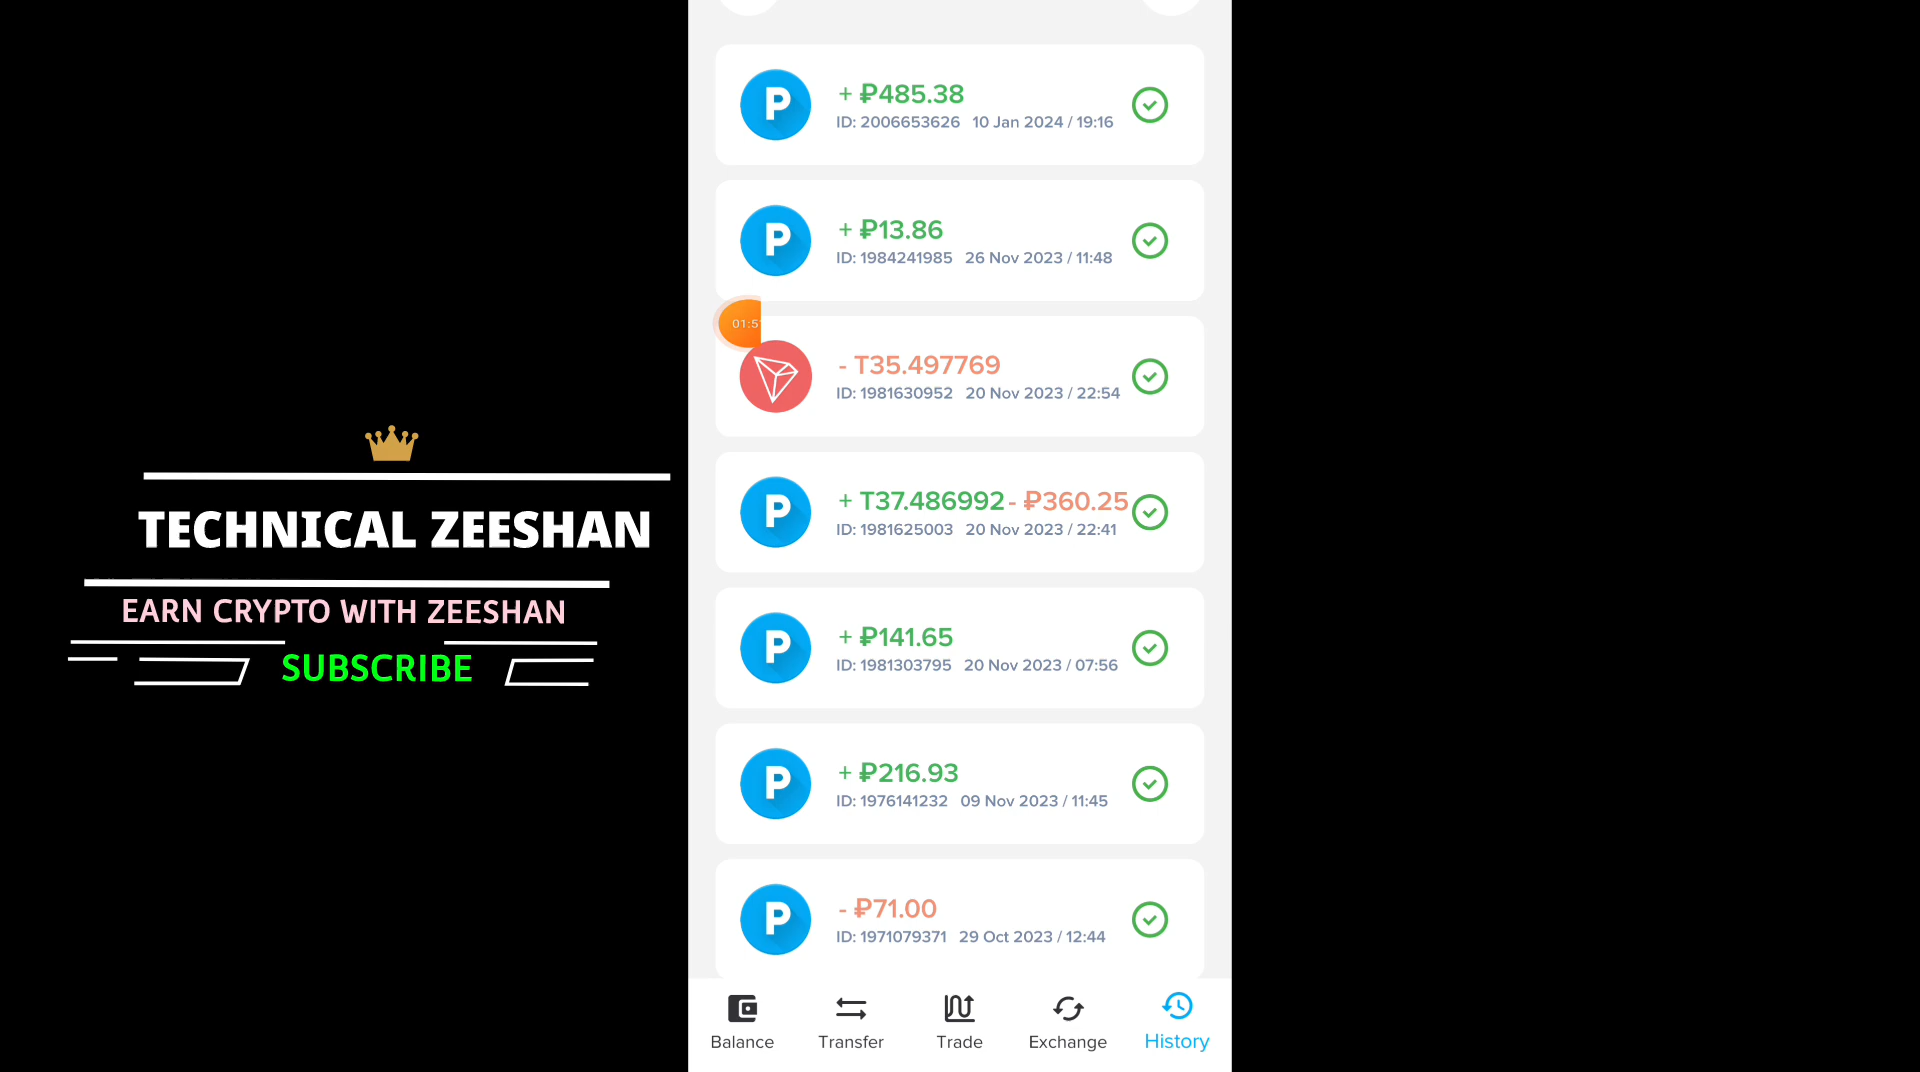 TECHNICAL ZEESHAN
EARN CRYPTO WITH ZEESHAN
SUBSCRIBE
P
+ ₽485.38
ID: 2006653626 10 Jan 2024 / 19:16
P
+ ₽13.86
ID: 1984241985 26 Nov 2023 / 11:48
01:51
- T35.497769
ID: 1981630952 20 Nov 2023 / 22:54
P
+ T37.486992 - ₽360.25
ID: 1981625003 20 Nov 2023 / 22:41
P
+ ₽141.65
ID: 1981303795 20 Nov 2023 / 07:56
P
+ ₽216.93
ID: 1976141232 09 Nov 2023 / 11:45
P
- ₽71.00
ID: 1971079371 29 Oct 2023 / 12:44
Balance Transfer Trade Exchange History